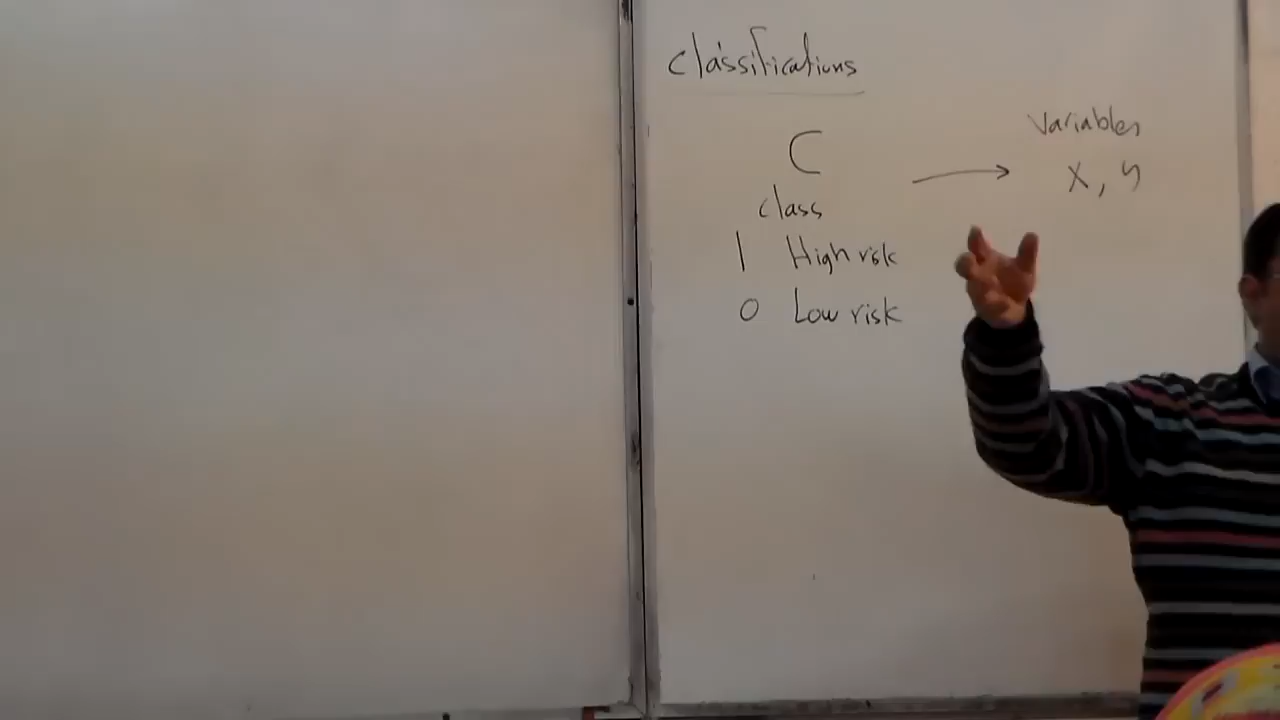 Classifications
C
class
1 High risk
0 Low risk
Variables
x, y